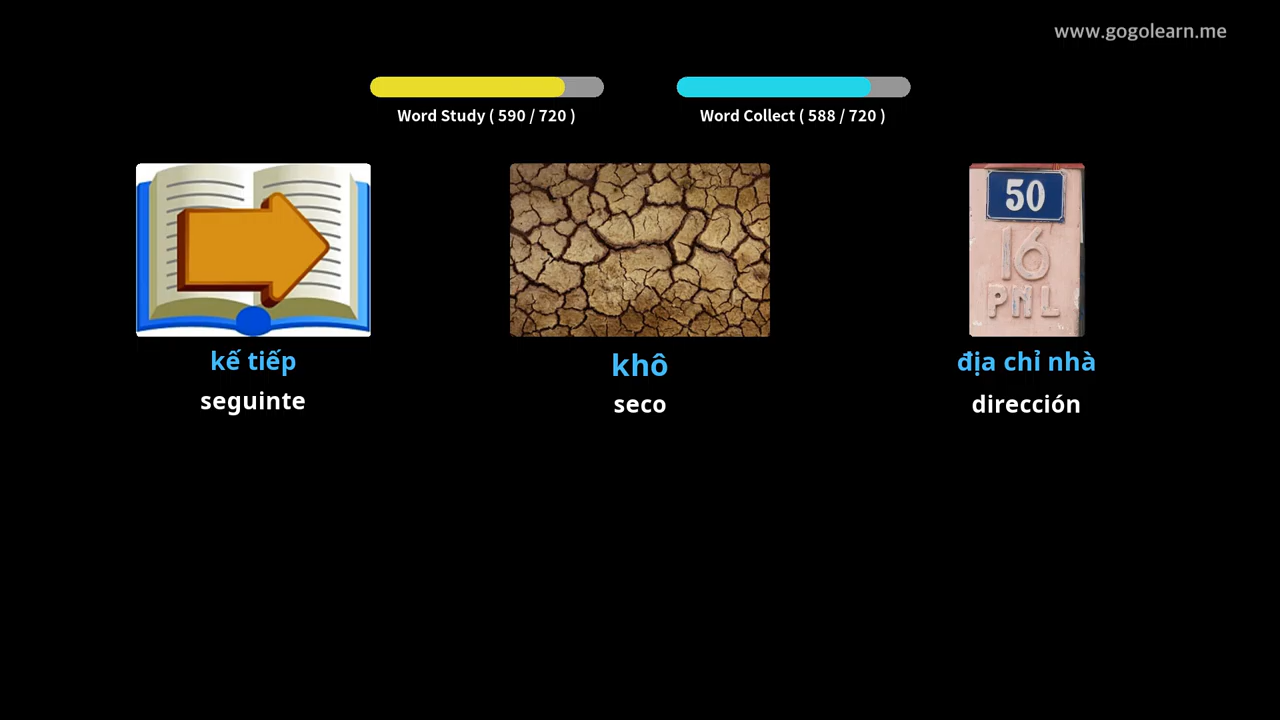 www.gogolearn.me
Word Study ( 590 / 720 )
Word Collect ( 588 / 720 )
50
16
PNL
kế tiếp
khô
địa chỉ nhà
seguinte
seco
dirección